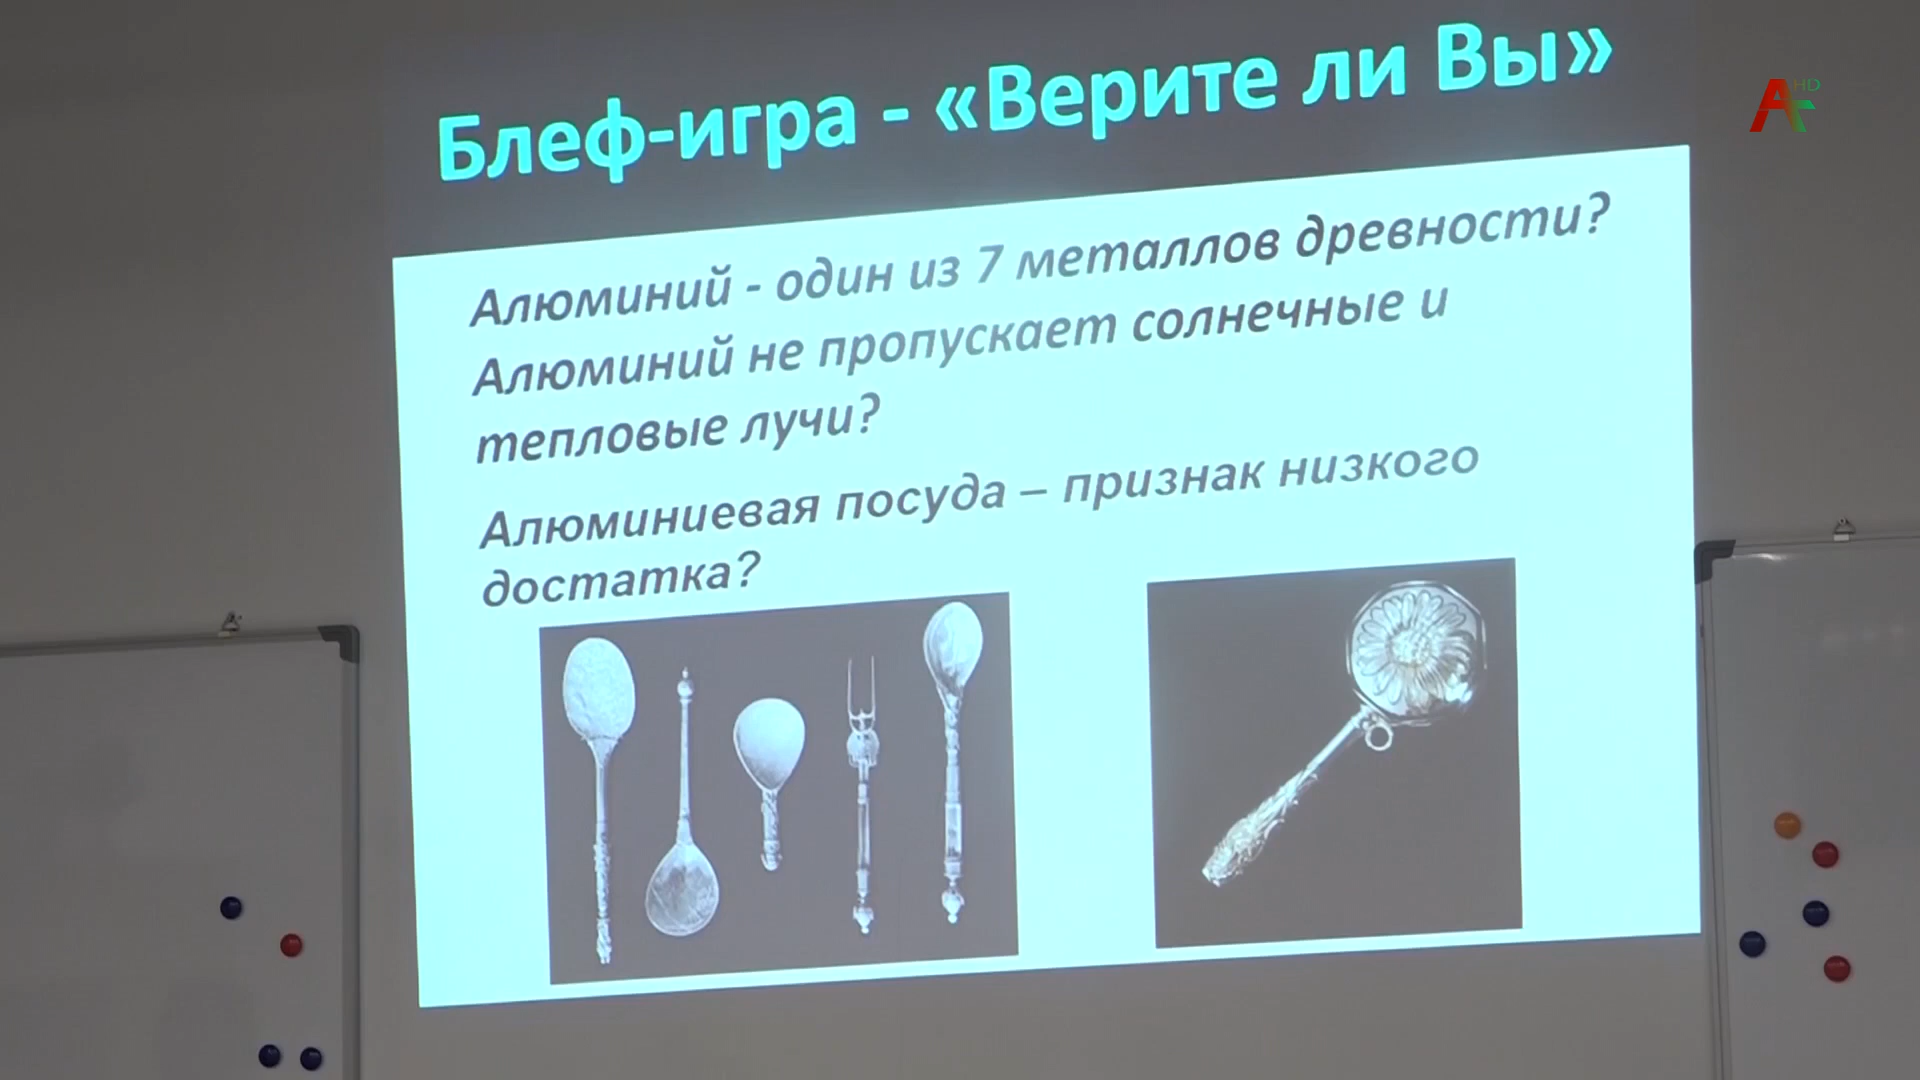 Блеф-игра - «Верите ли Вы»
HD
Алюминий - один из 7 металлов древности?
Алюминий не пропускает солнечные и
тепловые лучи?
Алюминиевая посуда – признак низкого
достатка?